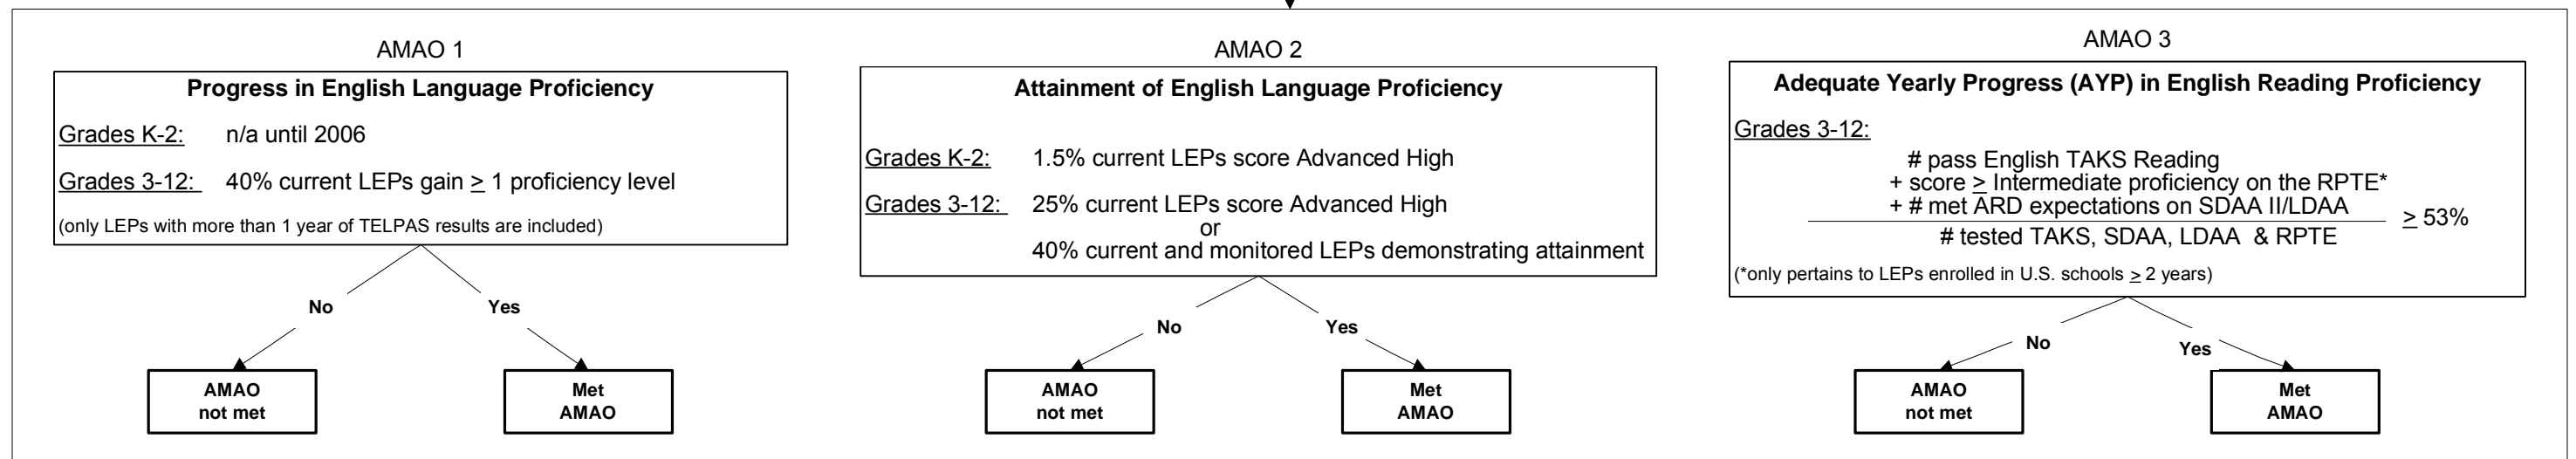 AMAO 1
Progress in English Language Proficiency
Grades K-2: n/a until 2006
Grades 3-12: 40% current LEPs gain ≥ 1 proficiency level
(only LEPs with more than 1 year of TELPAS results are included)
No
Yes
AMAO
not met
Met
AMAO
AMAO 2
Attainment of English Language Proficiency
Grades K-2: 1.5% current LEPs score Advanced High
Grades 3-12: 25% current LEPs score Advanced High
or
40% current and monitored LEPs demonstrating attainment
No
Yes
AMAO
not met
Met
AMAO
AMAO 3
Adequate Yearly Progress (AYP) in English Reading Proficiency
Grades 3-12:
# pass English TAKS Reading
+ score ≥ Intermediate proficiency on the RPTE*
+ # met ARD expectations on SDAA II/LDAA
≥ 53%
# tested TAKS, SDAA, LDAA & RPTE
(*only pertains to LEPs enrolled in U.S. schools ≥ 2 years)
No
Yes
AMAO
not met
Met
AMAO